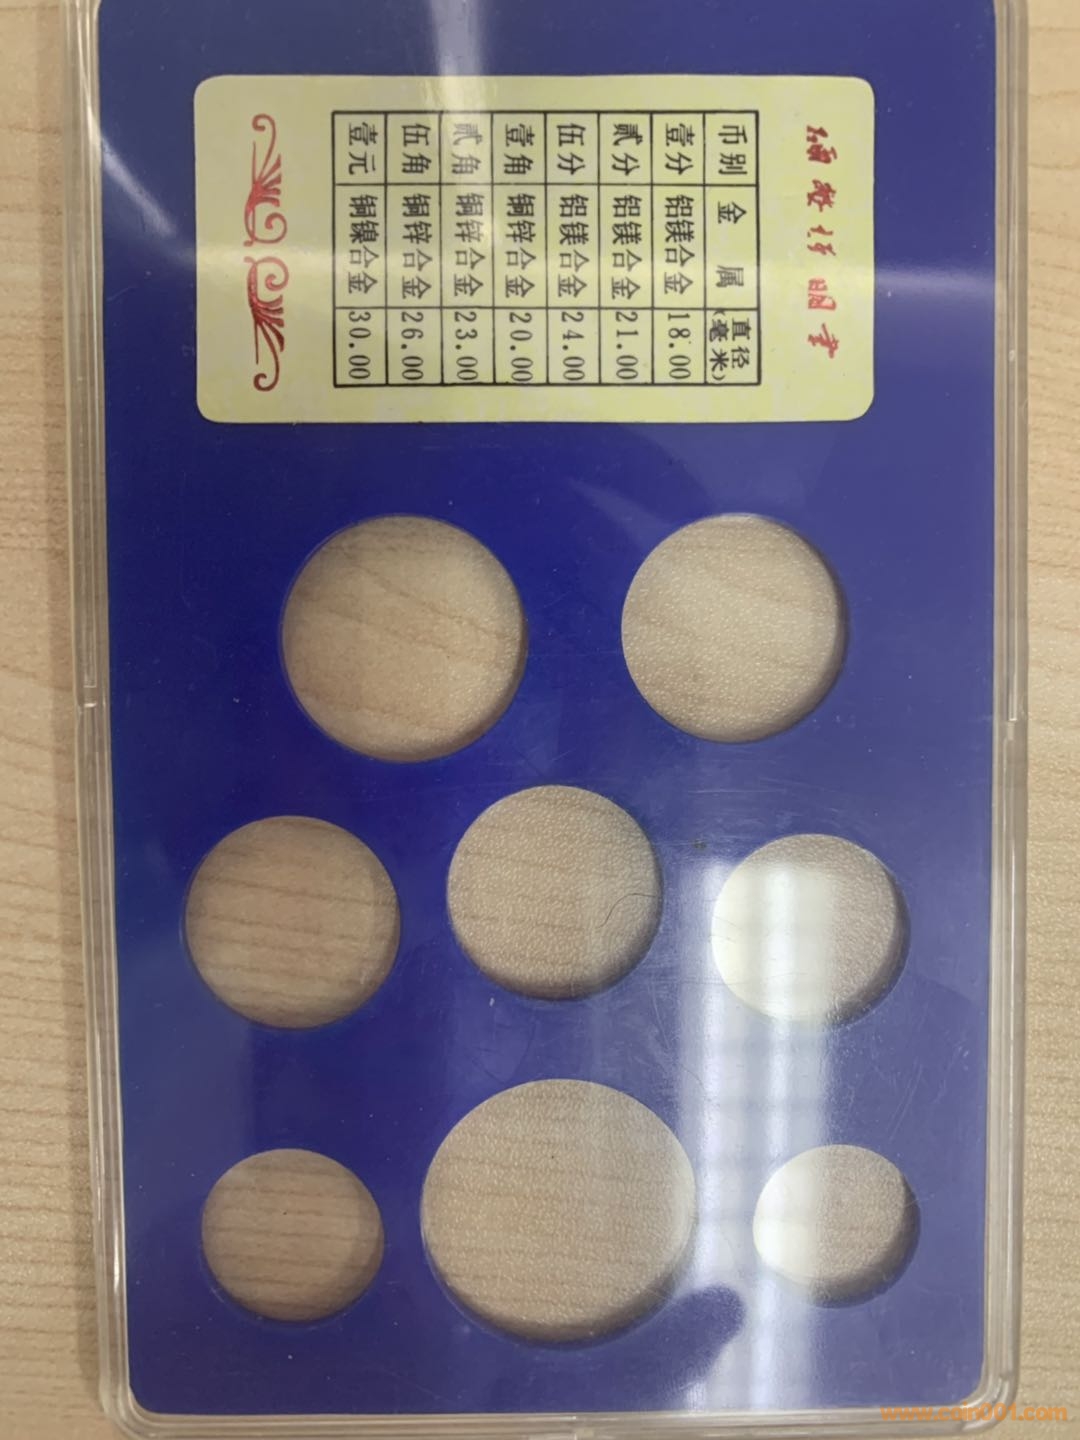 币别 金属 直径(毫米)
壹分 铝镁合金 18.00
贰分 铝镁合金 21.00
伍分 铝镁合金 24.00
壹角 铜锌合金 20.00
贰角 铜锌合金 23.00
伍角 铜锌合金 26.00
壹元 铜镍合金 30.00
www.coin001.com